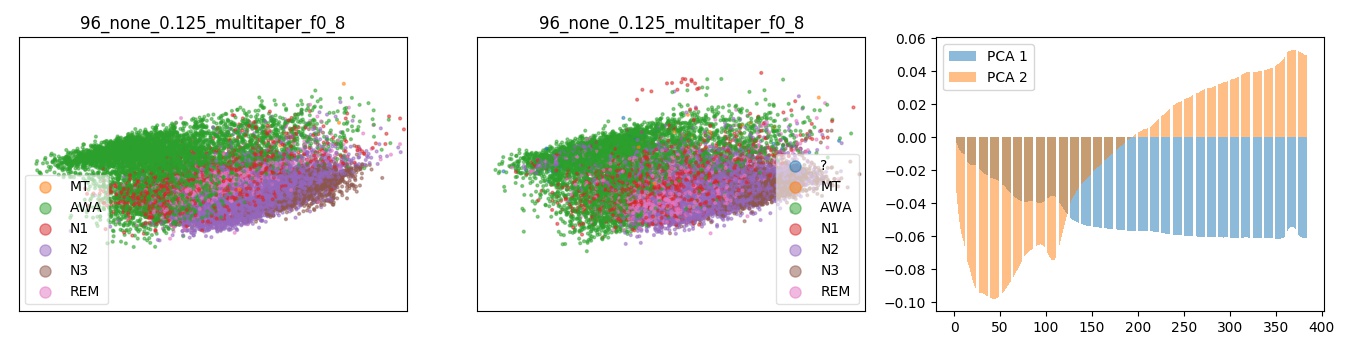 96_none_0.125_multitaper_f0_8
MT
AWA
N1
N2
N3
REM
96_none_0.125_multitaper_f0_8
?
MT
AWA
N1
N2
N3
REM
PCA 1
PCA 2
0.06
0.04
0.02
0.00
−0.02
−0.04
−0.06
−0.08
−0.10
0 50 100 150 200 250 300 350 400